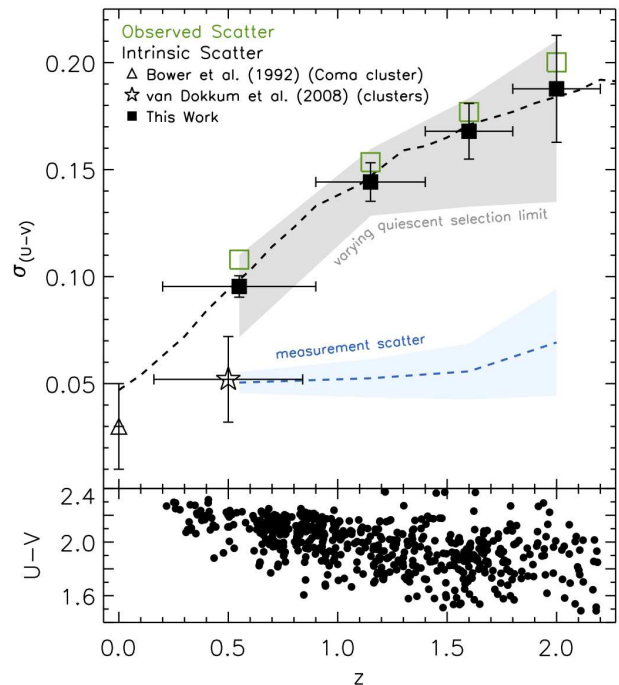 Observed Scatter
Intrinsic Scatter
Bower et al. (1992) (Coma cluster)
van Dokkum et al. (2008) (clusters)
This Work
0.20
0.15
0.10
0.05
σ(U−V)
varying quiescent selection limit
measurement scatter
2.4
2.0
1.6
U−V
0.0 0.5 1.0 1.5 2.0
z